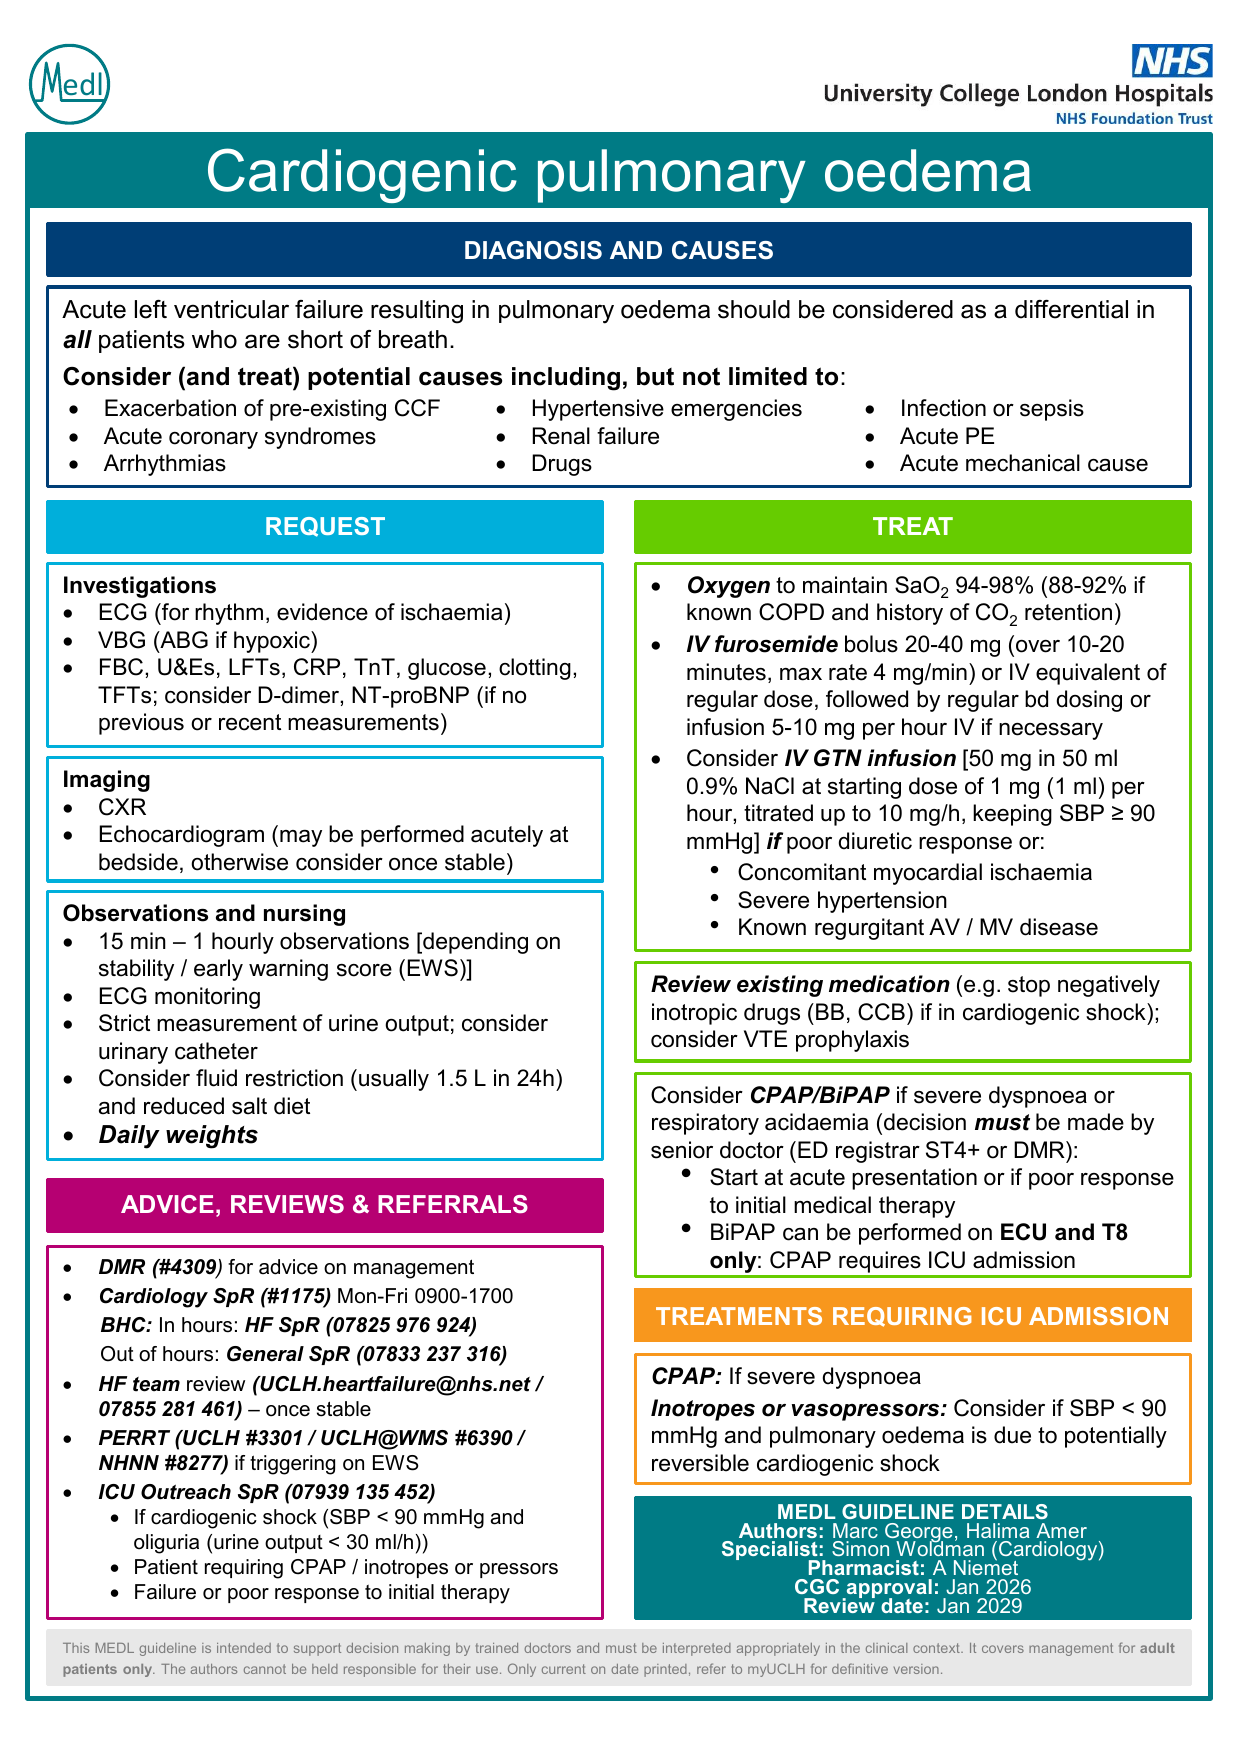 Medl
NHS
University College London Hospitals
NHS Foundation Trust
Cardiogenic pulmonary oedema
DIAGNOSIS AND CAUSES
Acute left ventricular failure resulting in pulmonary oedema should be considered as a differential in
all patients who are short of breath.
Consider (and treat) potential causes including, but not limited to:
• Exacerbation of pre-existing CCF
• Acute coronary syndromes
• Arrhythmias
• Hypertensive emergencies
• Renal failure
• Drugs
• Infection or sepsis
• Acute PE
• Acute mechanical cause
REQUEST
Investigations
• ECG (for rhythm, evidence of ischaemia)
• VBG (ABG if hypoxic)
• FBC, U&Es, LFTs, CRP, TnT, glucose, clotting,
TFTs; consider D-dimer, NT-proBNP (if no
previous or recent measurements)
Imaging
• CXR
• Echocardiogram (may be performed acutely at
bedside, otherwise consider once stable)
Observations and nursing
• 15 min – 1 hourly observations [depending on
stability / early warning score (EWS)]
• ECG monitoring
• Strict measurement of urine output; consider
urinary catheter
• Consider fluid restriction (usually 1.5 L in 24h)
and reduced salt diet
• Daily weights
ADVICE, REVIEWS & REFERRALS
• DMR (#4309) for advice on management
• Cardiology SpR (#1175) Mon-Fri 0900-1700
BHC: In hours: HF SpR (07825 976 924)
Out of hours: General SpR (07833 237 316)
• HF team review (UCLH.heartfailure@nhs.net /
07855 281 461) – once stable
• PERRT (UCLH #3301 / UCLH@WMS #6390 /
NHNN #8277) if triggering on EWS
• ICU Outreach SpR (07939 135 452)
• If cardiogenic shock (SBP < 90 mmHg and
oliguria (urine output < 30 ml/h))
• Patient requiring CPAP / inotropes or pressors
• Failure or poor response to initial therapy
TREAT
• Oxygen to maintain SaO2 94-98% (88-92% if
known COPD and history of CO2 retention)
• IV furosemide bolus 20-40 mg (over 10-20
minutes, max rate 4 mg/min) or IV equivalent of
regular dose, followed by regular bd dosing or
infusion 5-10 mg per hour IV if necessary
• Consider IV GTN infusion [50 mg in 50 ml
0.9% NaCl at starting dose of 1 mg (1 ml) per
hour, titrated up to 10 mg/h, keeping SBP ≥ 90
mmHg] if poor diuretic response or:
• Concomitant myocardial ischaemia
• Severe hypertension
• Known regurgitant AV / MV disease
Review existing medication (e.g. stop negatively
inotropic drugs (BB, CCB) if in cardiogenic shock);
consider VTE prophylaxis
Consider CPAP/BiPAP if severe dyspnoea or
respiratory acidaemia (decision must be made by
senior doctor (ED registrar ST4+ or DMR):
• Start at acute presentation or if poor response
to initial medical therapy
• BiPAP can be performed on ECU and T8
only: CPAP requires ICU admission
TREATMENTS REQUIRING ICU ADMISSION
CPAP: If severe dyspnoea
Inotropes or vasopressors: Consider if SBP < 90
mmHg and pulmonary oedema is due to potentially
reversible cardiogenic shock
MEDL GUIDELINE DETAILS
Authors: Marc George, Halima Amer
Specialist: Simon Woldman (Cardiology)
Pharmacist: A Niemet
CGC approval: Jan 2026
Review date: Jan 2029
This MEDL guideline is intended to support decision making by trained doctors and must be interpreted appropriately in the clinical context. It covers management for adult
patients only. The authors cannot be held responsible for their use. Only current on date printed, refer to myUCLH for definitive version.